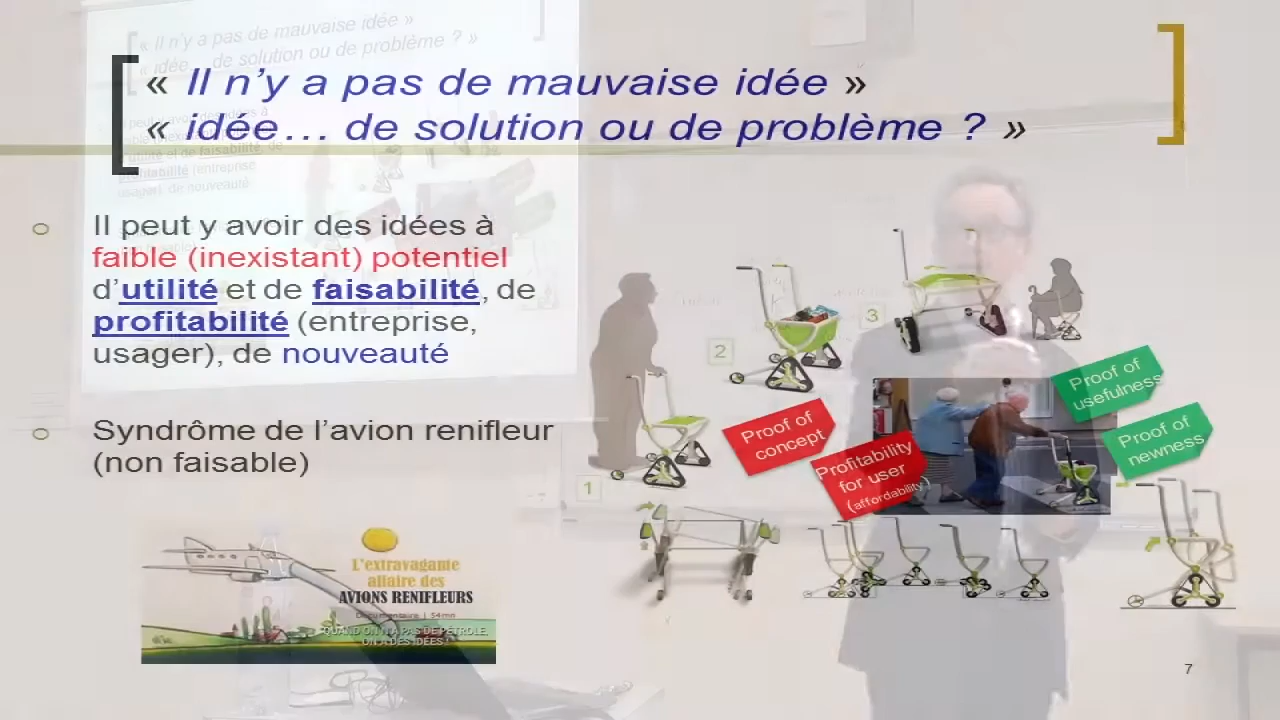 « Il n'y a pas de mauvaise idée »
« idée… de solution ou de problème ? »
o Il peut y avoir des idées à
faible (inexistant) potentiel
d'utilité et de faisabilité, de
profitabilité (entreprise,
usager), de nouveauté
o Syndrôme de l'avion renifleur
(non faisable)
L'extravagante
affaire des
AVIONS RENIFLEURS
Documentaire | 54mn
QUAND ON N'A PAS DE PÉTROLE,
ON A DES IDÉES !
1
2
3
Proof of
concept
Profitability
for user
(affordability)
Proof of
usefulness
Proof of
newness
7